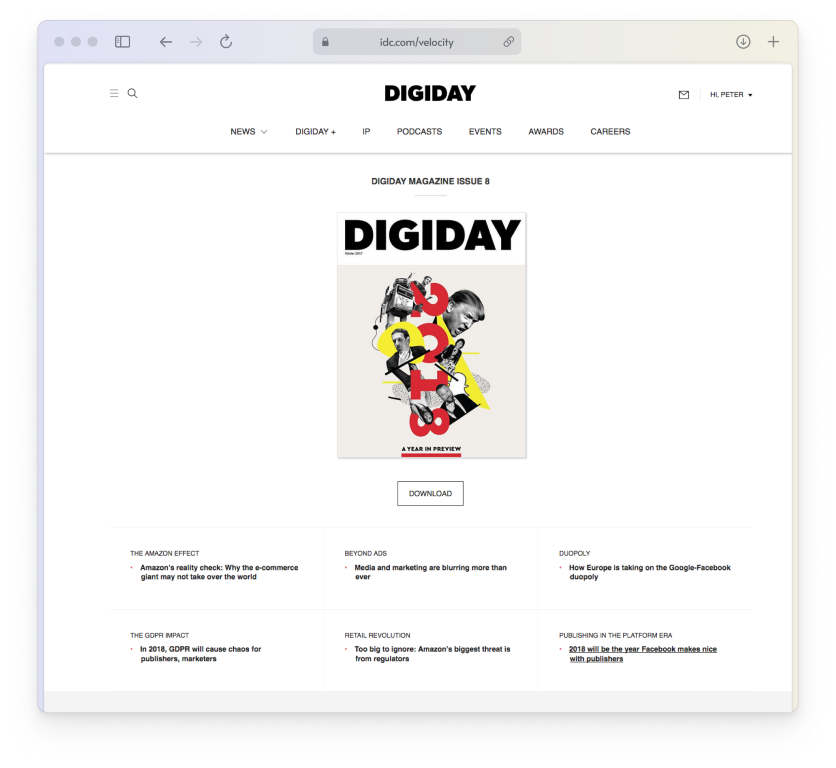 idc.com/velocity
DIGIDAY
HI, PETER
NEWS DIGIDAY + IP PODCASTS EVENTS AWARDS CAREERS
DIGIDAY MAGAZINE ISSUE 8
DIGIDAY
Winter 2017
2018
A YEAR IN PREVIEW
DOWNLOAD
THE AMAZON EFFECT
Amazon's reality check: Why the e-commerce
giant may not take over the world
BEYOND ADS
Media and marketing are blurring more than
ever
DUOPOLY
How Europe is taking on the Google-Facebook
duopoly
THE GDPR IMPACT
In 2018, GDPR will cause chaos for
publishers, marketers
RETAIL REVOLUTION
Too big to ignore: Amazon's biggest threat is
from regulators
PUBLISHING IN THE PLATFORM ERA
2018 will be the year Facebook makes nice
with publishers